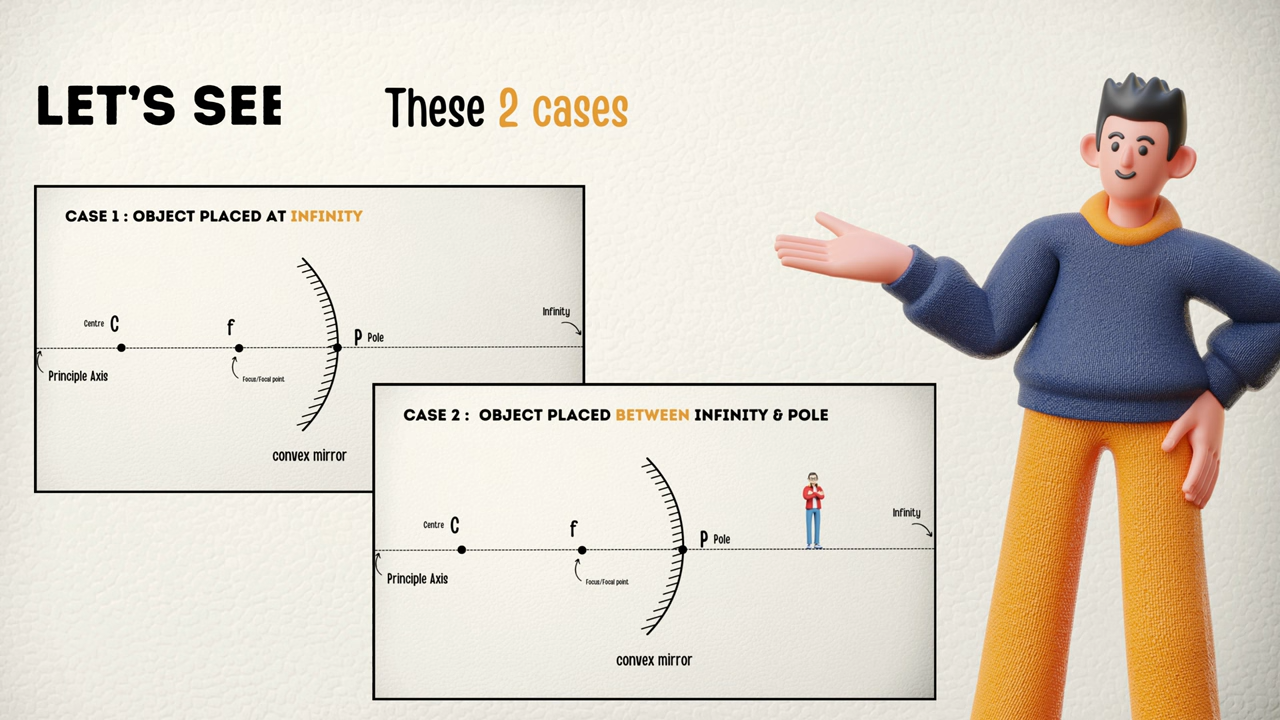 LET'S SEE
These 2 cases
CASE 1 : OBJECT PLACED AT INFINITY
Centre C
f
P Pole
Infinity
Principle Axis
Focus/Focal point
convex mirror
CASE 2 : OBJECT PLACED BETWEEN INFINITY & POLE
Centre C
f
P Pole
Infinity
Principle Axis
Focus/Focal point
convex mirror